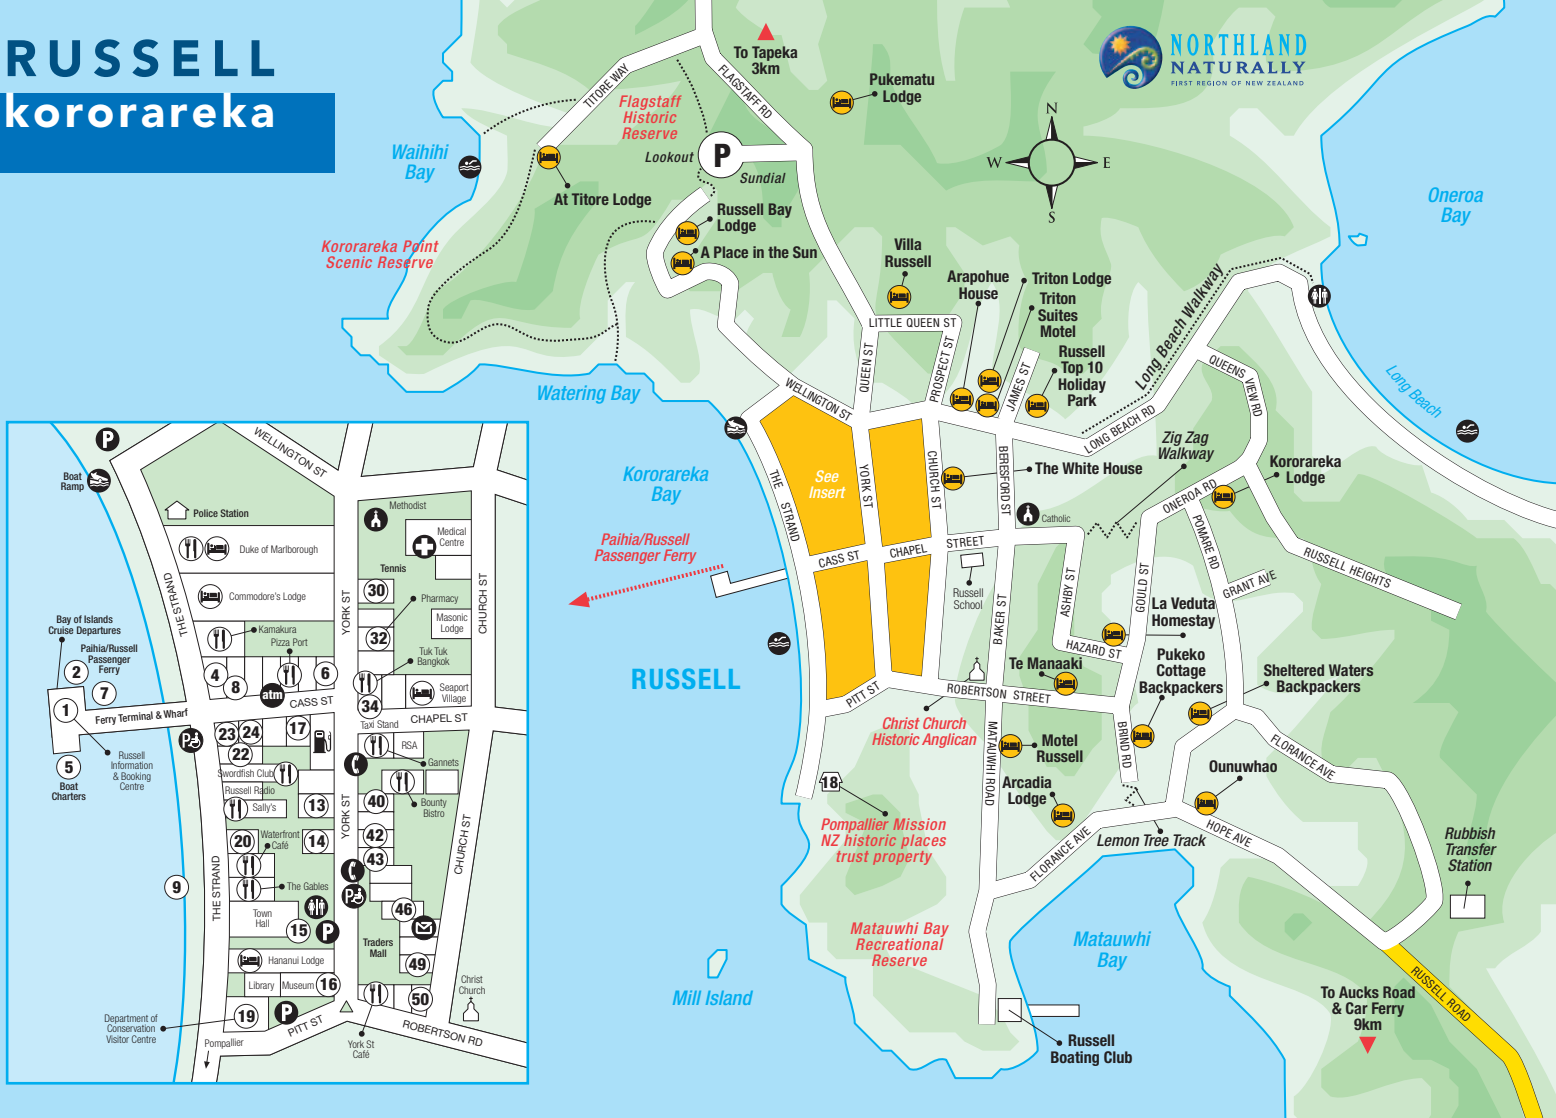 RUSSELL
kororareka
To Tapeka
3km
NORTHLAND
NATURALLY
FIRST REGION OF NEW ZEALAND
TITORE WAY
FLAGSTAFF RD
Pukematu
Lodge
Flagstaff
Historic
Reserve
N
W
E
S
Waihihi
Bay
Lookout
P
Sundial
At Titore Lodge
Oneroa
Bay
Russell Bay
Lodge
A Place in the Sun
Kororareka Point
Scenic Reserve
Villa
Russell
Arapohue
House
Triton Lodge
Triton
Suites
Motel
Russell
Top 10
Holiday
Park
Long Beach Walkway
LITTLE QUEEN ST
QUEEN ST
PROSPECT ST
JAMES ST
QUEENS VIEW RD
Long Beach
Watering Bay
WELLINGTON ST
LONG BEACH RD
Zig Zag
Walkway
Kororareka
Lodge
Kororareka
Bay
THE STRAND
See
Insert
YORK ST
CHURCH ST
The White House
BERESFORD ST
Catholic
ONEROA RD
POMARE RD
RUSSELL HEIGHTS
Paihia/Russell
Passenger Ferry
CASS ST
CHAPEL STREET
Russell
School
BAKER ST
ASHBY ST
GOULD ST
GRANT AVE
La Veduta
Homestay
HAZARD ST
RUSSELL
PITT ST
Te Manaaki
ROBERTSON STREET
Pukeko
Cottage
Backpackers
Sheltered Waters
Backpackers
Christ Church
Historic Anglican
MATAUWHI ROAD
Motel
Russell
BRIND RD
FLORANCE AVE
Ounuwhao
18
Arcadia
Lodge
Pompallier Mission
NZ historic places
trust property
FLORANCE AVE
Lemon Tree Track
HOPE AVE
Rubbish
Transfer
Station
Matauwhi Bay
Recreational
Reserve
Matauwhi
Bay
Mill Island
RUSSELL ROAD
To Aucks Road
& Car Ferry
9km
Russell
Boating Club
P
WELLINGTON ST
Boat
Ramp
Police Station
Methodist
Medical
Centre
Duke of Marlborough
Tennis
THE STRAND
Commodore's Lodge
YORK ST
30
Pharmacy
CHURCH ST
Bay of Islands
Cruise Departures
Kamakura
Pizza Port
32
Masonic
Lodge
Paihia/Russell
Passenger
Ferry
2
7
4
8
atm
6
Tuk Tuk
Bangkok
Seaport
Village
34
1
Ferry Terminal & Wharf
CASS ST
Taxi Stand
CHAPEL ST
P
23
24
17
22
RSA
Gannets
5
Boat
Charters
Russell
Information
& Booking
Centre
Swordfish Club
Russell Radio
Sally's
13
YORK ST
40
Bounty
Bistro
20
Waterfront
Café
14
42
43
CHURCH ST
9
THE STRAND
The Gables
P
Town
Hall
15
P
46
Traders
Mall
Hananui Lodge
49
Library
Museum
16
50
Christ
Church
Department of
Conservation
Visitor Centre
19
P
PITT ST
ROBERTSON RD
Pompallier
York St
Café